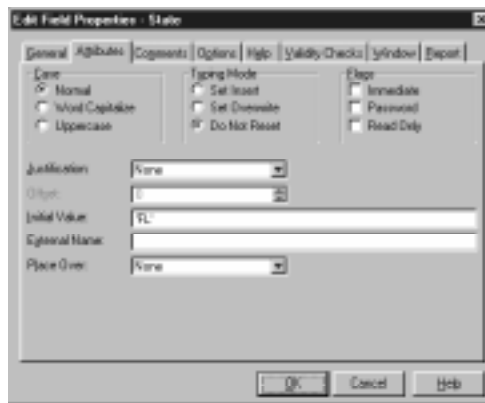 Edit Field Properties - State
General Attributes Comments Options Help Validity Checks Window Report
Case Typing Mode Flags
Normal Set Insert Immediate
Word Capitalize Set Overwrite Password
Uppercase Do Not Reset Read Only
Justification: None
Offset: 0
Initial Value: 'FL'
External Name:
Place Over: None
OK Cancel Help